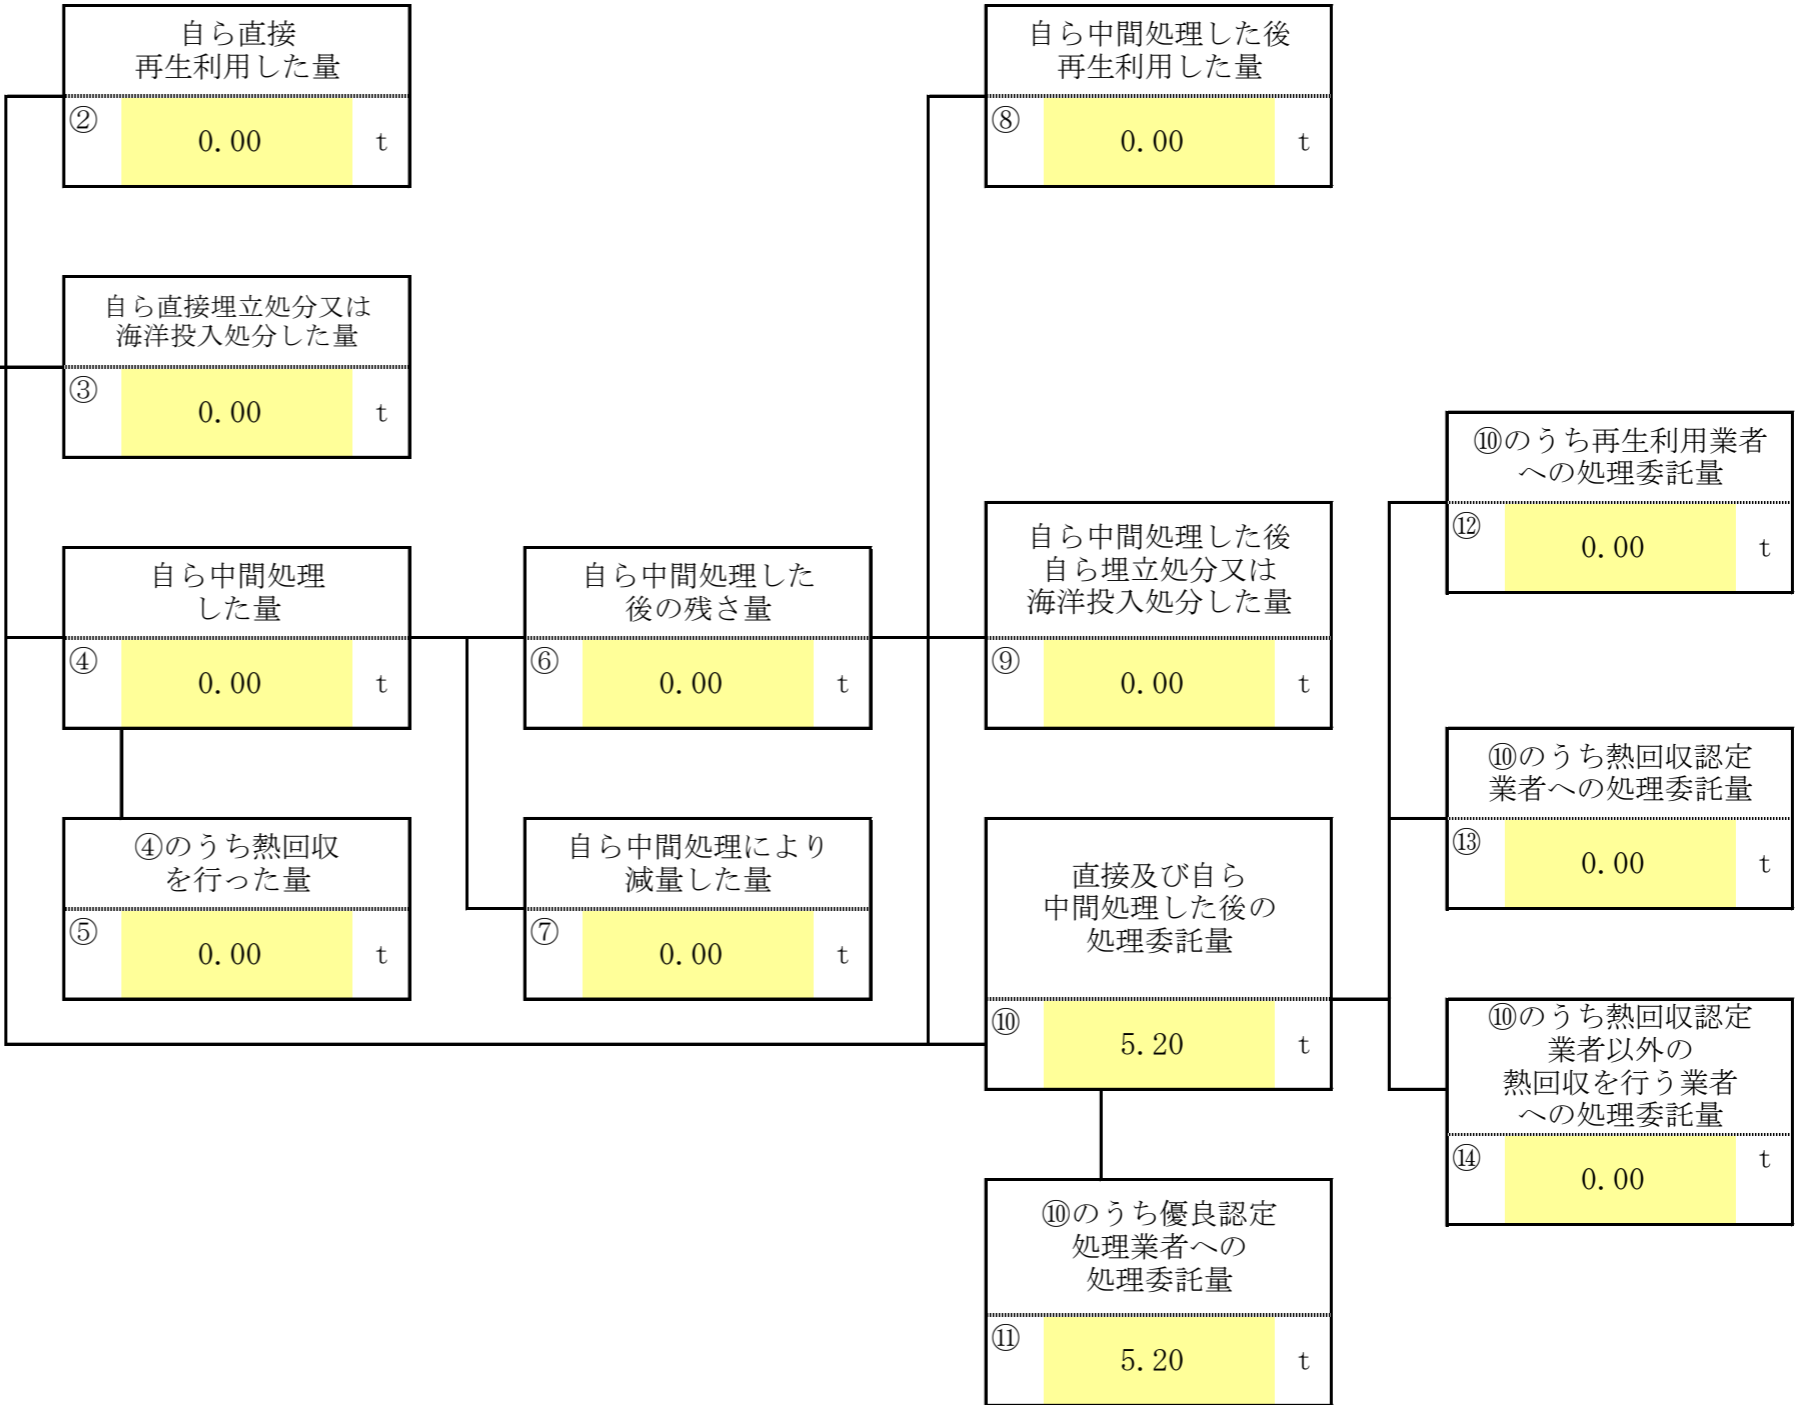 自ら直接
再生利用した量
② 0.00 t
自ら中間処理した後
再生利用した量
⑧ 0.00 t
自ら直接埋立処分又は
海洋投入処分した量
③ 0.00 t
⑩のうち再生利用業者
への処理委託量
⑫ 0.00 t
自ら中間処理
した量
④ 0.00 t
自ら中間処理した
後の残さ量
⑥ 0.00 t
自ら中間処理した後
自ら埋立処分又は
海洋投入処分した量
⑨ 0.00 t
⑩のうち熱回収認定
業者への処理委託量
⑬ 0.00 t
④のうち熱回収
を行った量
⑤ 0.00 t
自ら中間処理により
減量した量
⑦ 0.00 t
直接及び自ら
中間処理した後の
処理委託量
⑩ 5.20 t
⑩のうち熱回収認定
業者以外の
熱回収を行う業者
への処理委託量
⑭ 0.00 t
⑩のうち優良認定
処理業者への
処理委託量
⑪ 5.20 t